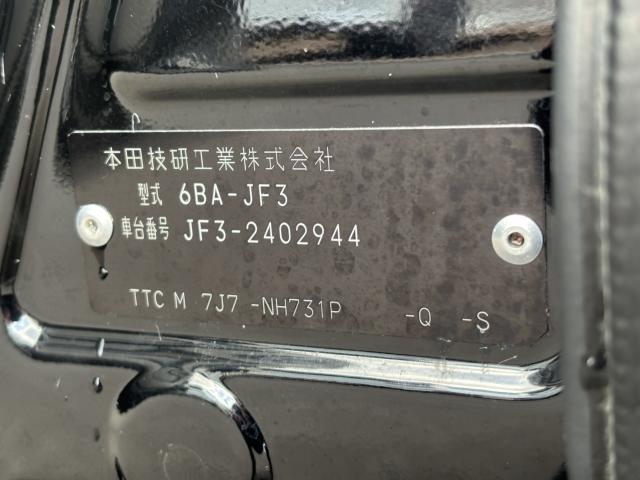 本田技研工業株式会社
型式 6BA-JF3
車台番号 JF3-2402944
TTC M 7J7 -NH731P -Q -S